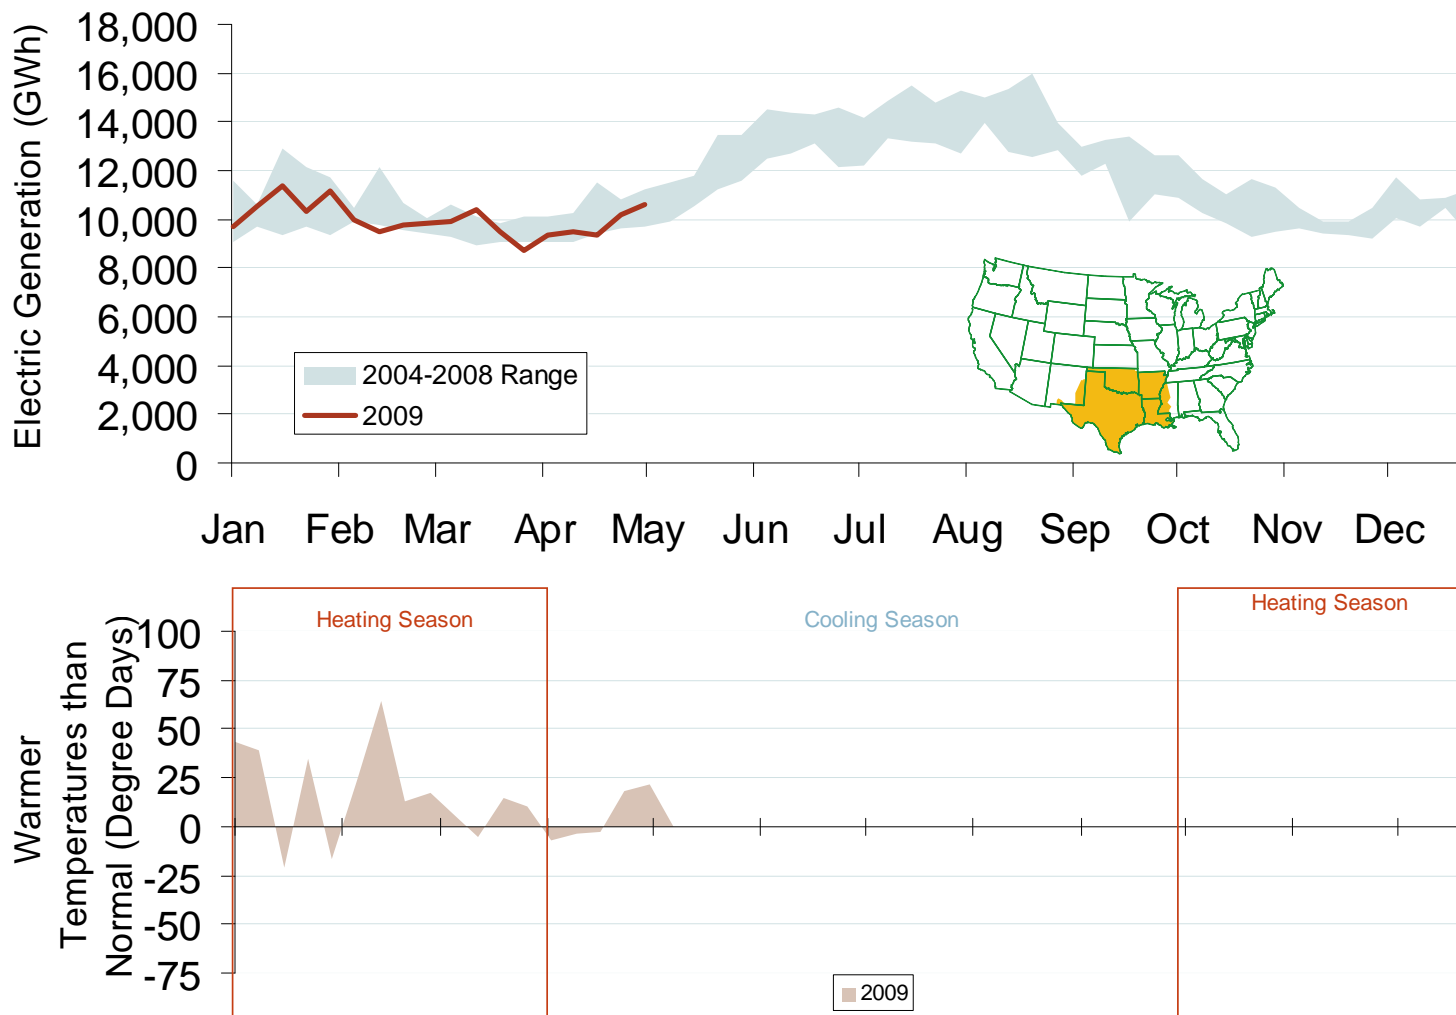 Electric Generation (GWh)
18,000
16,000
14,000
12,000
10,000
8,000
6,000
4,000
2,000
0
2004-2008 Range
2009
Jan Feb Mar Apr May Jun Jul Aug Sep Oct Nov Dec
Heating Season
Cooling Season
Heating Season
Warmer
Temperatures than
Normal (Degree Days)
100
75
50
25
0
-25
-50
-75
2009